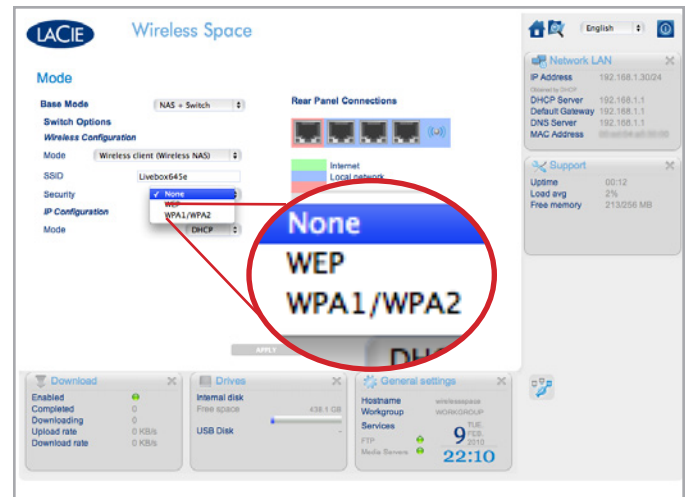 LACIE
Wireless Space
English
Mode
Base Mode
NAS + Switch
Switch Options
Wireless Configuration
Mode
Wireless client (Wireless NAS)
SSID
Livebox645e
Security
None
WEP
WPA1/WPA2
IP Configuration
Mode
DHCP
Rear Panel Connections
Internet
Local network
None
WEP
WPA1/WPA2
APPLY
Network LAN
IP Address 192.168.1.30/24
Obtained by DHCP
DHCP Server 192.168.1.1
Default Gateway 192.168.1.1
DNS Server 192.168.1.1
MAC Address
Support
Uptime 00:12
Load avg 2%
Free memory 213/256 MB
Download
Enabled
Completed 0
Downloading 0
Upload rate 0 KB/s
Download rate 0 KB/s
Drives
Internal disk
Free space 438,1 GB
USB Disk -
General settings
Hostname wirelessspace
Workgroup WORKGROUP
Services
FTP
Media Servers
TUE.
9 FEB.
2010
22:10